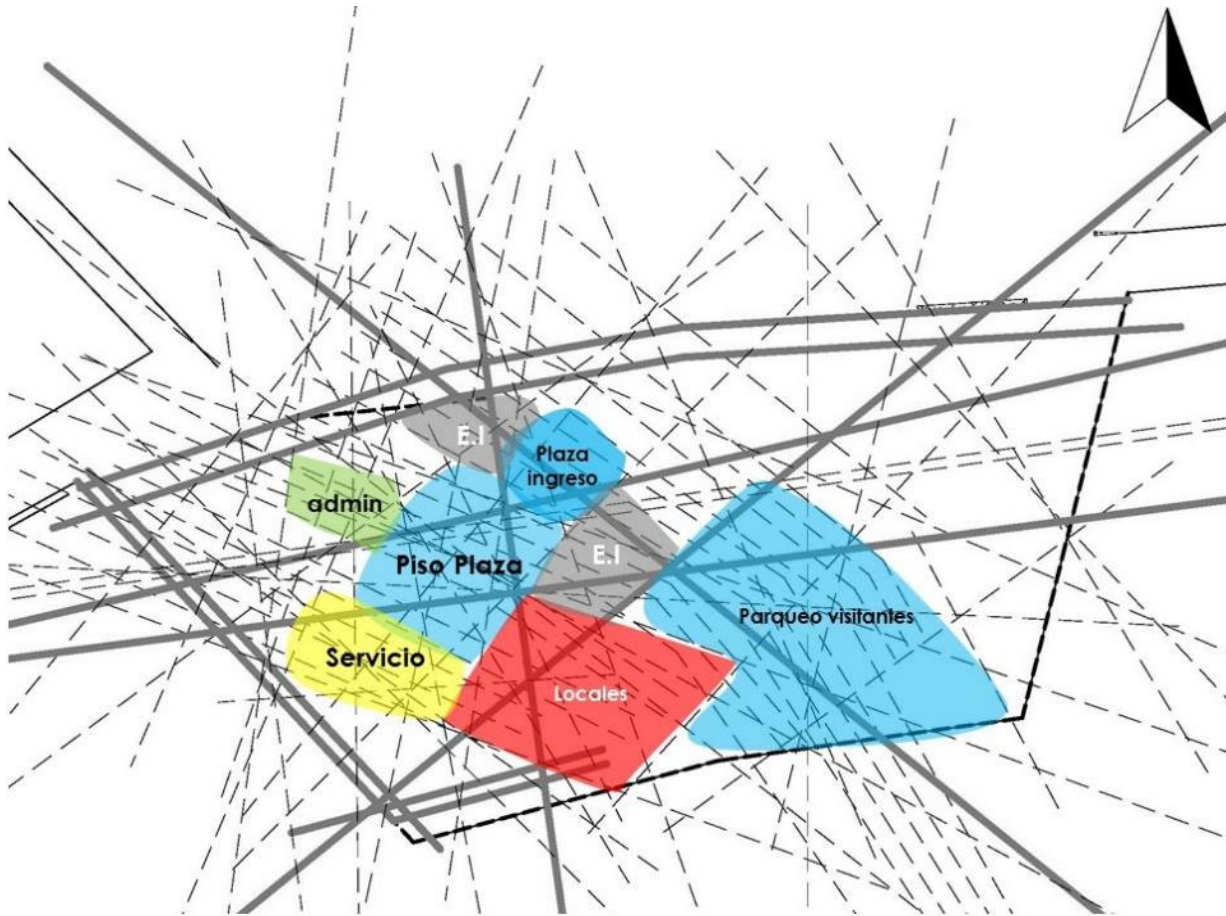 E.I
Plaza
ingreso
admin
Piso Plaza
E.I
Parqueo visitantes
Servicio
Locales